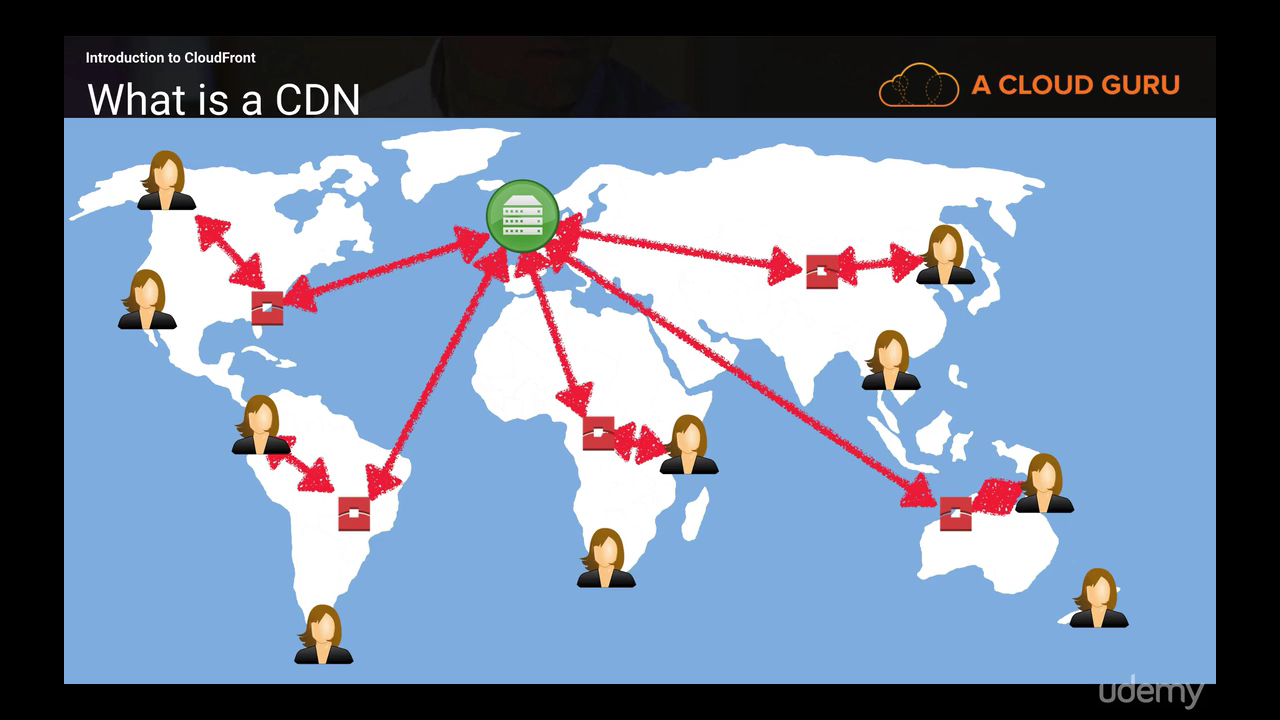 Introduction to CloudFront
What is a CDN
A CLOUD GURU
udemy